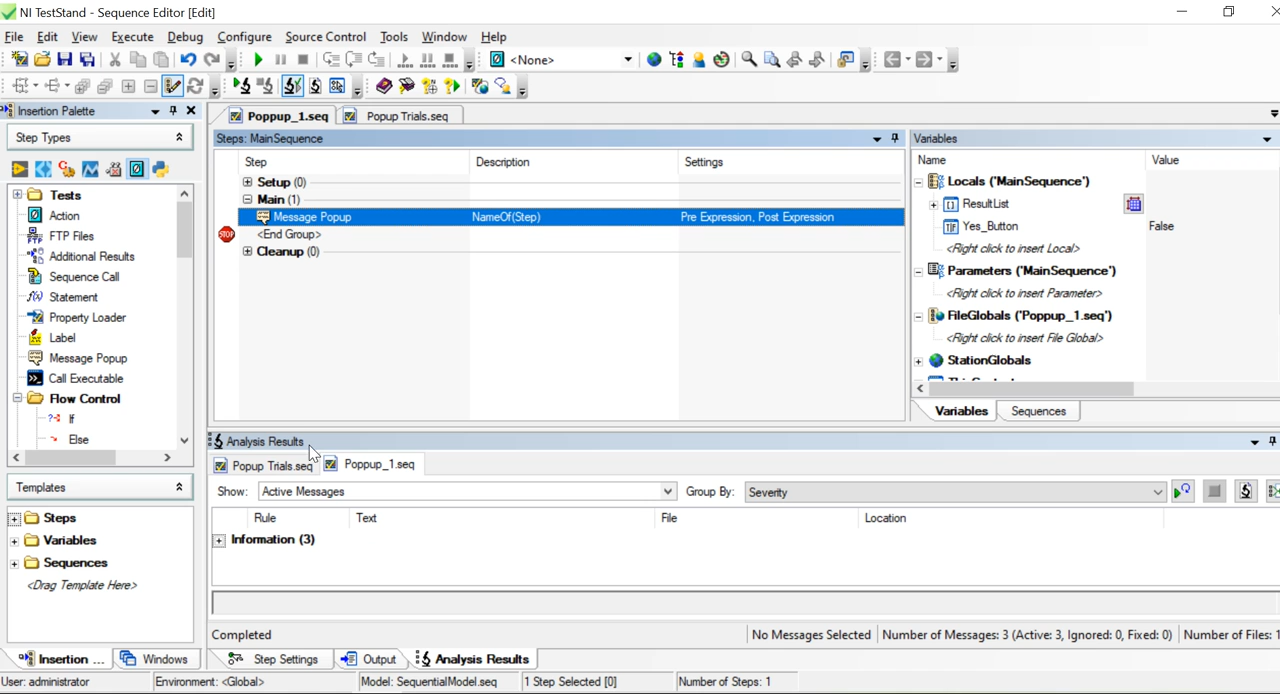 NI TestStand - Sequence Editor [Edit]
File Edit View Execute Debug Configure Source Control Tools Window Help
<None>
Insertion Palette
Step Types
Tests
Action
FTP Files
Additional Results
Sequence Call
f(x) Statement
Property Loader
Label
Message Popup
Call Executable
Flow Control
If
Else
Templates
Steps
Variables
Sequences
<Drag Template Here>
Insertion ... Windows
Poppup_1.seq Popup Trials.seq
Steps: MainSequence
Step Description Settings
Setup (0)
Main (1)
Message Popup NameOf(Step) Pre Expression, Post Expression
STOP <End Group>
Cleanup (0)
Variables
Name Value
Locals ('MainSequence')
ResultList
Yes_Button False
<Right click to insert Local>
Parameters ('MainSequence')
<Right click to insert Parameter>
FileGlobals ('Poppup_1.seq')
<Right click to insert File Global>
StationGlobals
Variables Sequences
Analysis Results
Popup Trials.seq Poppup_1.seq
Show: Active Messages Group By: Severity
Rule Text File Location
Information (3)
Completed No Messages Selected Number of Messages: 3 (Active: 3, Ignored: 0, Fixed: 0) Number of Files: 1
Step Settings Output Analysis Results
User: administrator Environment: <Global> Model: SequentialModel.seq 1 Step Selected [0] Number of Steps: 1